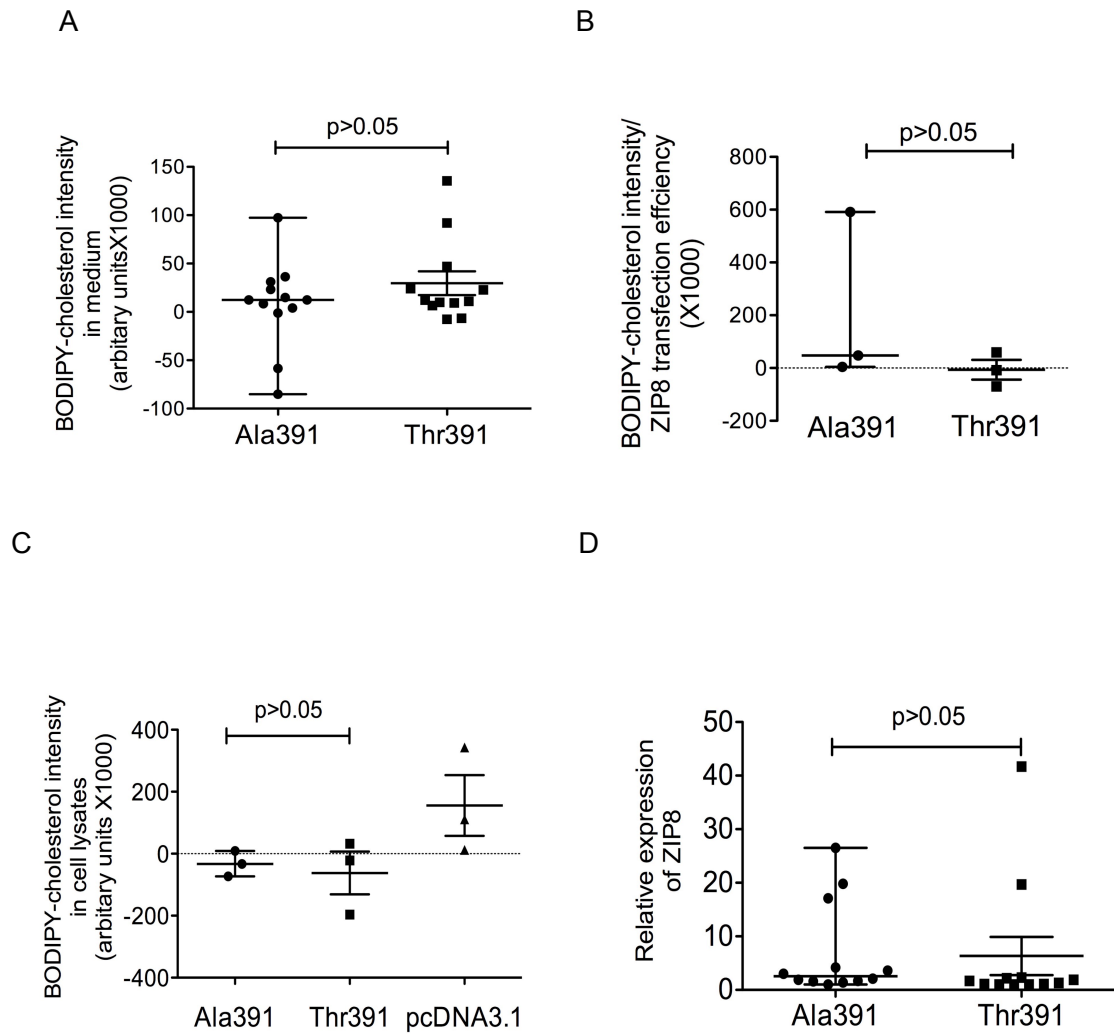 A
BODIPY-cholesterol intensity
in medium
(arbitary unitsX1000)
p>0.05
150
100
50
0
-50
-100
Ala391
Thr391
B
BODIPY-cholesterol intensity/
ZIP8 transfection effciency
(X1000)
p>0.05
800
600
400
200
0
-200
Ala391
Thr391
C
BODIPY-cholesterol intensity
in cell lysates
(arbitary units X1000)
p>0.05
400
200
0
-200
-400
Ala391
Thr391
pcDNA3.1
D
Relative expression
of ZIP8
p>0.05
50
40
30
20
10
0
Ala391
Thr391